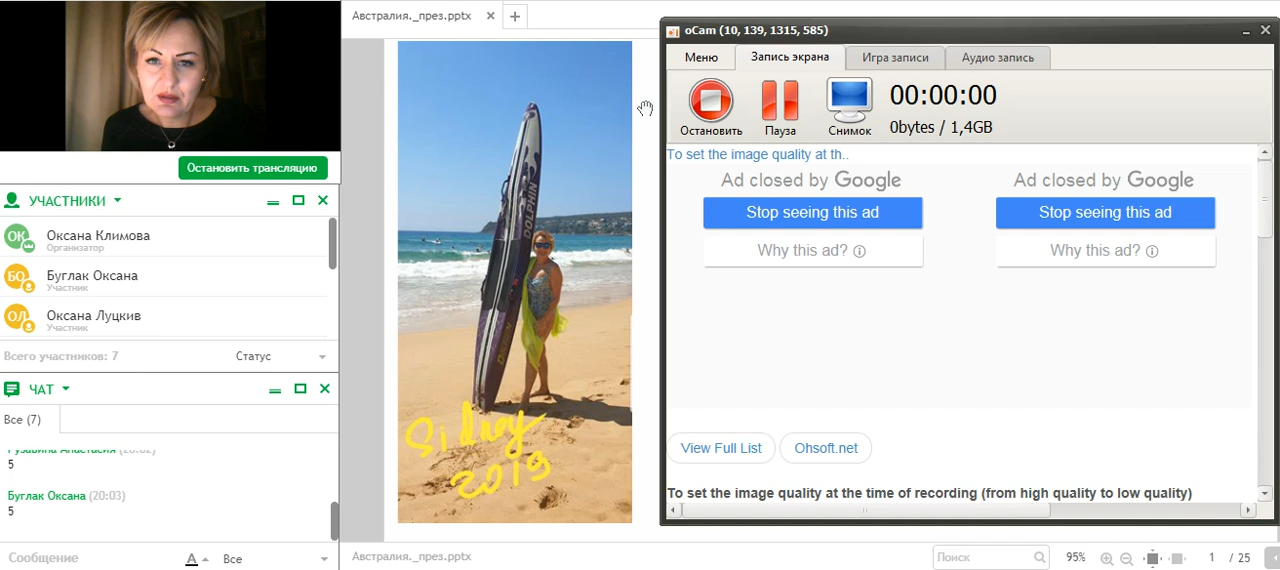 Остановить трансляцию
УЧАСТНИКИ
ОК
Оксана Климова
Организатор
БО
Буглак Оксана
Участник
ОЛ
Оксана Луцкив
Участник
Всего участников: 7
Статус
ЧАТ
Все (7)
Рузавина Анастасия (20:02)
5
Буглак Оксана (20:03)
5
Сообщение
A
Все
Австралия._през.pptx
DOLPHIN
Sidney
2019
Австралия._през.pptx
Поиск
95%
1 / 25
oCam (10, 139, 1315, 585)
Меню
Запись экрана
Игра записи
Аудио запись
Остановить
Пауза
Снимок
00:00:00
0bytes / 1,4GB
To set the image quality at th..
Ad closed by Google
Stop seeing this ad
Why this ad?
Ad closed by Google
Stop seeing this ad
Why this ad?
View Full List
Ohsoft.net
To set the image quality at the time of recording (from high quality to low quality)